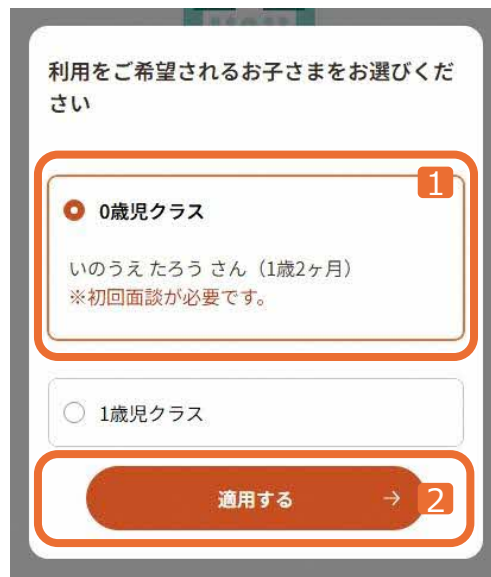 利用をご希望されるお子さまをお選びくだ
さい
1
0歳児クラス
いのうえ たろう さん（1歳2ヶ月）
※初回面談が必要です。
1歳児クラス
適用する → 2